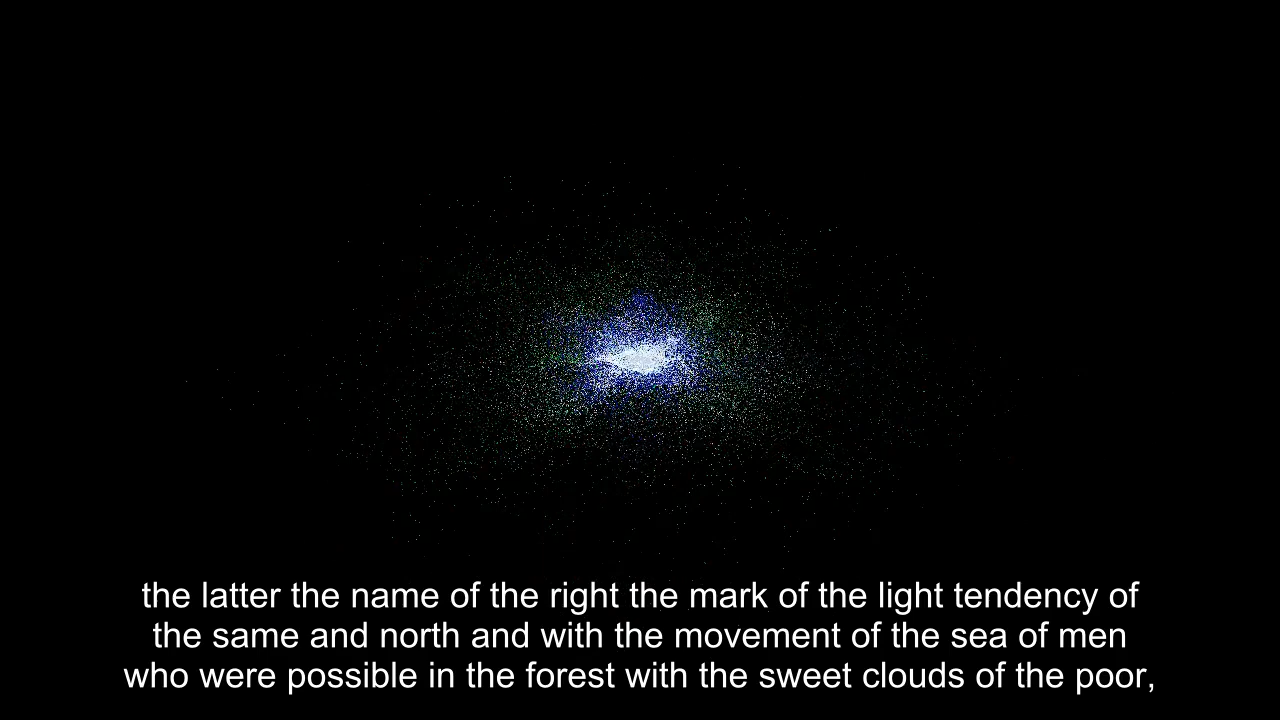 the latter the name of the right the mark of the light tendency of
the same and north and with the movement of the sea of men
who were possible in the forest with the sweet clouds of the poor,